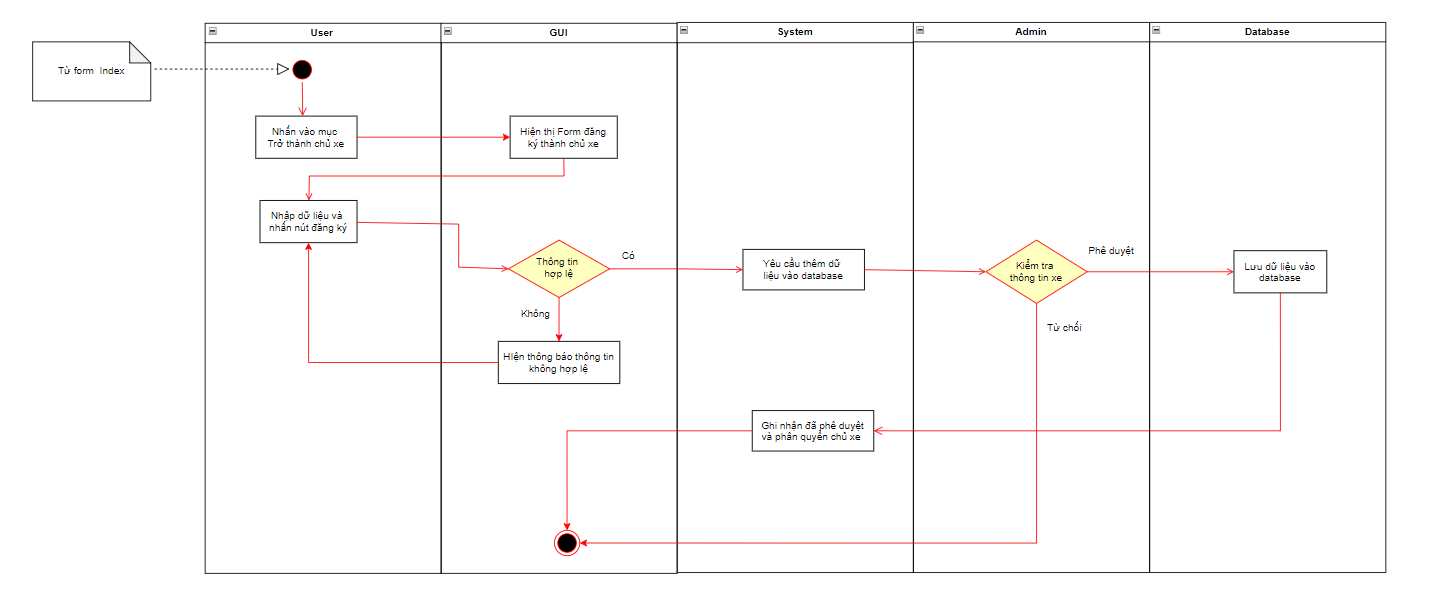 User
GUI
System
Admin
Database
Từ form Index
Nhấn vào mục
Trở thành chủ xe
Hiện thị Form đăng
ký thành chủ xe
Nhập dữ liệu và
nhấn nút đăng ký
Thông tin
hợp lệ
Có
Yêu cầu thêm dữ
liệu vào database
Kiểm tra
thông tin xe
Phê duyệt
Lưu dữ liệu vào
database
Không
Từ chối
HIện thông báo thông tin
không hợp lệ
Ghi nhận đã phê duyệt
và phân quyền chủ xe